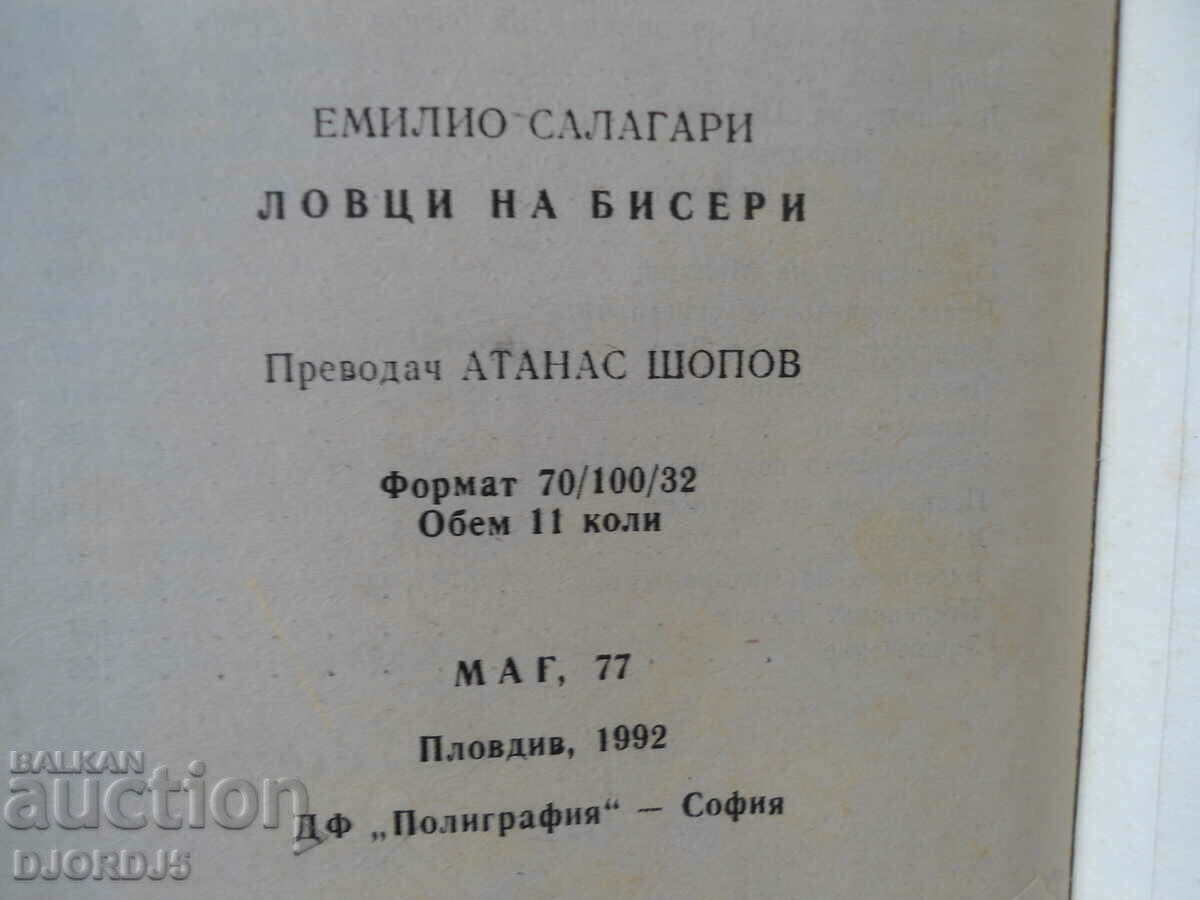 ЕМИЛИО САЛАГАРИ
ЛОВЦИ НА БИСЕРИ
Преводач АТАНАС ШОПОВ
Формат 70/100/32
Обем 11 коли
МАГ, 77
Пловдив, 1992
ДФ „Полиграфия“ — София
BALKAN
auction
DJORDJ5